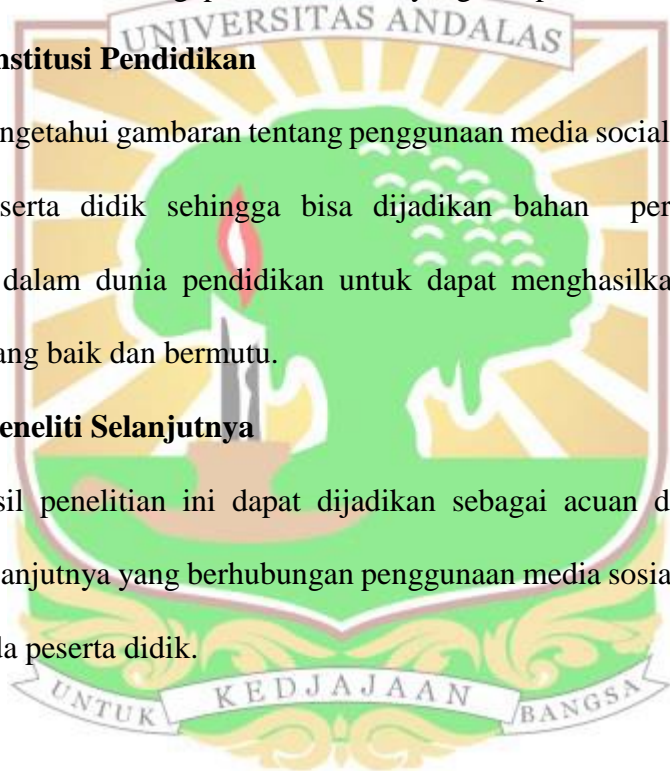 UNIVERSITAS ANDALAS
nstitusi Pendidikan
ngetahui gambaran tentang penggunaan media social
serta didik sehingga bisa dijadikan bahan per
dalam dunia pendidikan untuk dapat menghasilka
ang baik dan bermutu.
eneliti Selanjutnya
sil penelitian ini dapat dijadikan sebagai acuan d
lanjutnya yang berhubungan penggunaan media sosia
da peserta didik.
UNTUK KEDJAJAAN BANGSA